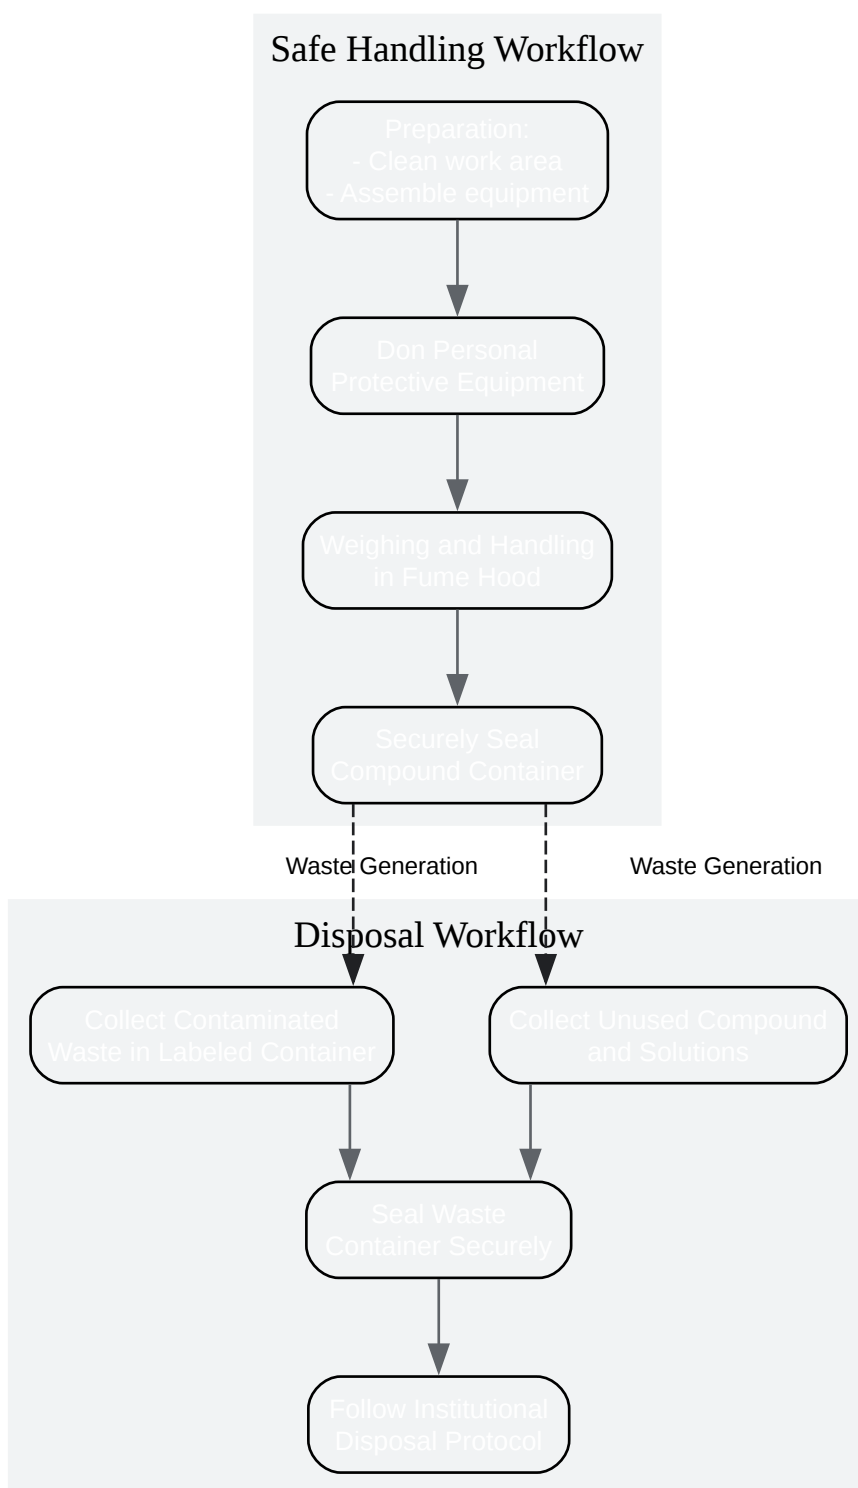 Safe Handling Workflow
Preparation:
- Clean work area
- Assemble equipment
Don Personal
Protective Equipment
Weighing and Handling
in Fume Hood
Securely Seal
Compound Container
Waste Generation
Waste Generation
Disposal Workflow
Collect Contaminated
Waste in Labeled Container
Collect Unused Compound
and Solutions
Seal Waste
Container Securely
Follow Institutional
Disposal Protocol